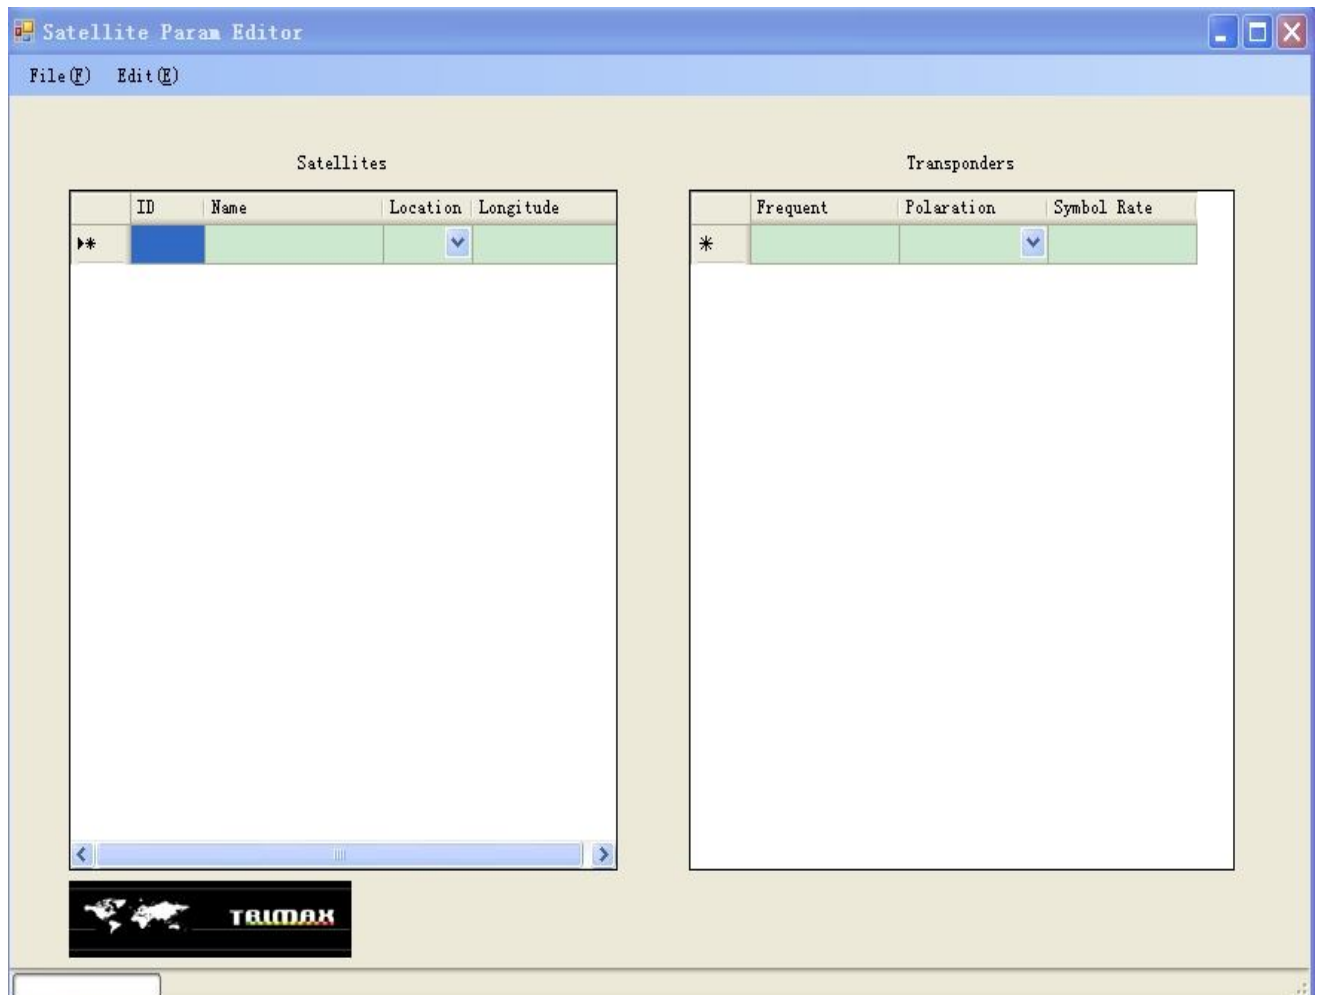 Satellite Param Editor
File(F) Edit(E)
Satellites
Transponders
ID Name Location Longitude
Frequent Polaration Symbol Rate
TRIMAX